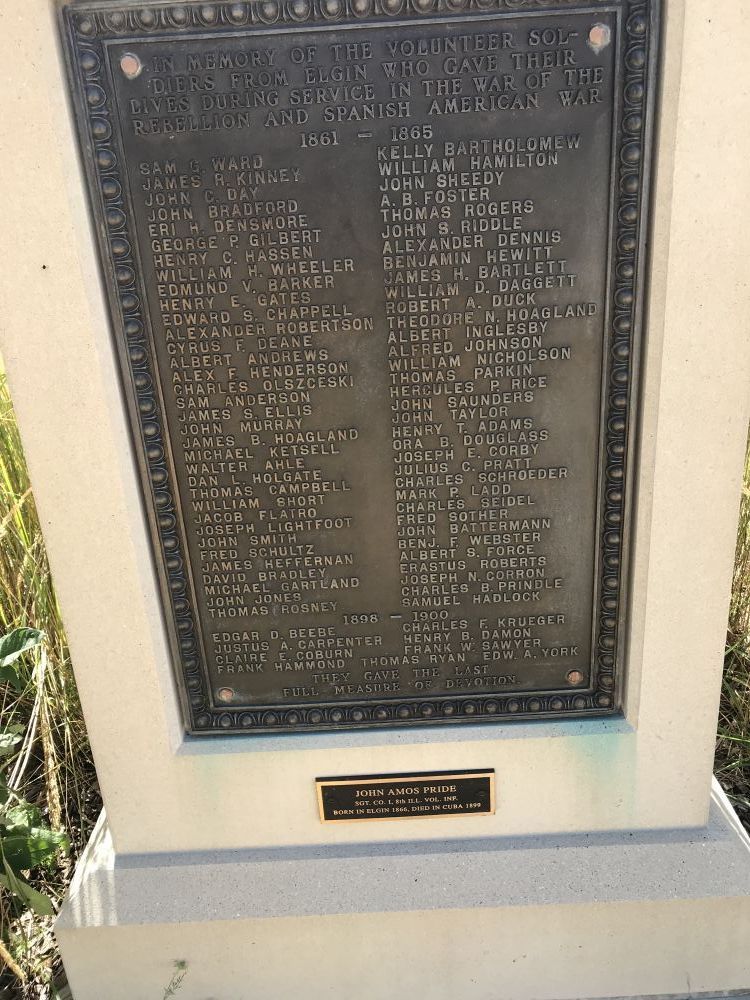 IN MEMORY OF THE VOLUNTEER SOL-
DIERS FROM ELGIN WHO GAVE THEIR
LIVES DURING SERVICE IN THE WAR OF THE
REBELLION AND SPANISH AMERICAN WAR
1861 - 1865
SAM G. WARD
JAMES R. KINNEY
JOHN C. DAY
JOHN BRADFORD
ERI H. DENSMORE
GEORGE P. GILBERT
HENRY C. HASSEN
WILLIAM H. WHEELER
EDMUND V. BARKER
HENRY E. GATES
EDWARD S. CHAPPELL
ALEXANDER ROBERTSON
CYRUS F. DEANE
ALBERT ANDREWS
ALEX F. HENDERSON
CHARLES OLSZCESKI
SAM ANDERSON
JAMES S. ELLIS
JOHN MURRAY
JAMES B. HOAGLAND
MICHAEL KETSELL
WALTER AHLE
DAN L. HOLGATE
THOMAS CAMPBELL
WILLIAM SHORT
JACOB FLATRO
JOSEPH LIGHTFOOT
JOHN SMITH
FRED SCHULTZ
JAMES HEFFERNAN
DAVID BRADLEY
MICHAEL GARTLAND
JOHN JONES
THOMAS ROSNEY
KELLY BARTHOLOMEW
WILLIAM HAMILTON
JOHN SHEEDY
A. B. FOSTER
THOMAS ROGERS
JOHN S. RIDDLE
ALEXANDER DENNIS
BENJAMIN HEWITT
JAMES H. BARTLETT
WILLIAM D. DAGGETT
ROBERT A. DUCK
THEODORE N. HOAGLAND
ALBERT INGLESBY
ALFRED JOHNSON
WILLIAM NICHOLSON
THOMAS PARKIN
HERCULES P. RICE
JOHN SAUNDERS
JOHN TAYLOR
HENRY T. ADAMS
ORA B. DOUGLASS
JOSEPH E. CORBY
JULIUS C. PRATT
CHARLES SCHROEDER
MARK P. LADD
CHARLES SEIDEL
FRED SOTHER
JOHN BATTERMANN
BENJ. F. WEBSTER
ALBERT S. FORCE
ERASTUS ROBERTS
JOSEPH N. CORRON
CHARLES B. PRINDLE
SAMUEL HADLOCK
1898 - 1900
EDGAR D. BEEBE
JUSTUS A. CARPENTER
CLAIRE E. COBURN
CHARLES F. KRUEGER
HENRY B. DAMON
FRANK W. SAWYER
FRANK HAMMOND THOMAS RYAN EDW. A. YORK
THEY GAVE THE LAST
FULL MEASURE OF DEVOTION.
JOHN AMOS PRIDE
SGT. CO. I, 8th ILL. VOL. INF.
BORN IN ELGIN 1866, DIED IN CUBA 1899